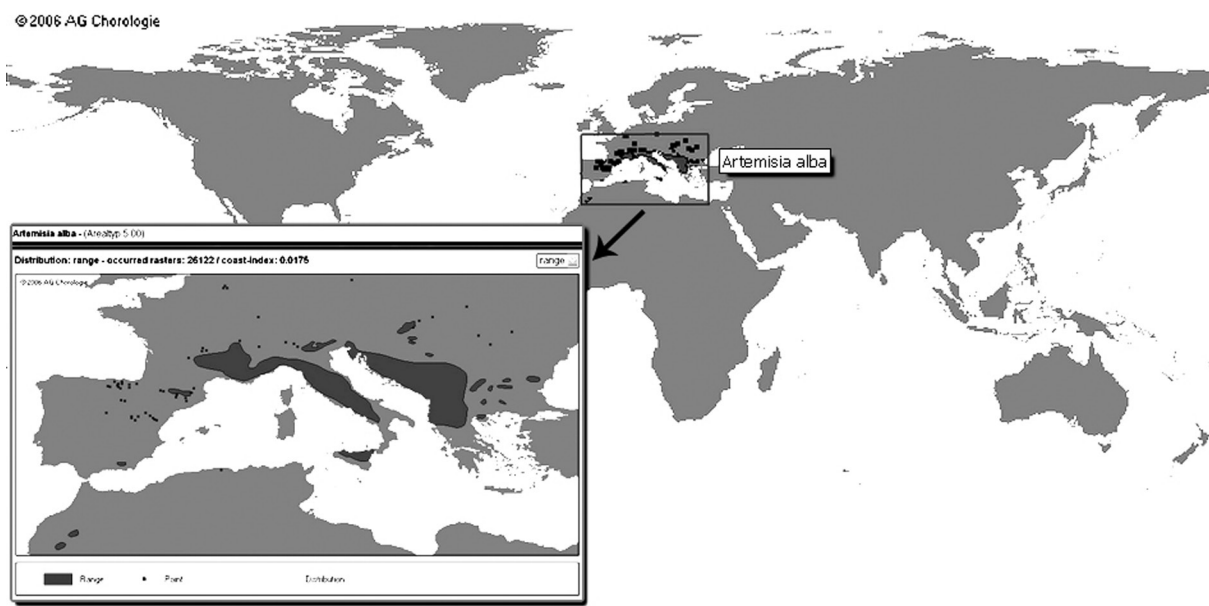 ©2006 AG Chorologie
Artemisia alba
Artemisia alba - (Arealtyp 5.00)
Distribution: range - occurred rasters: 26122 / coast-index: 0.0175
range
©2006 AG Chorologie
Range
Point
Distribution